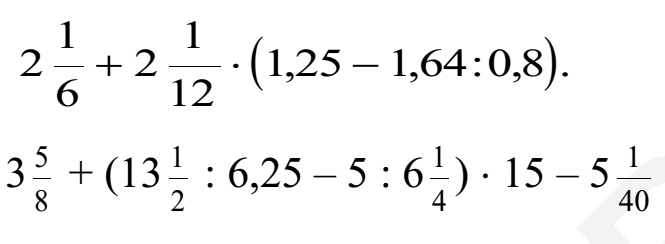 2 1/6 + 2 1/12 · (1,25 – 1,64 : 0,8).
3 5/8 + (13 1/2 : 6,25 – 5 : 6 1/4) · 15 – 5 1/40